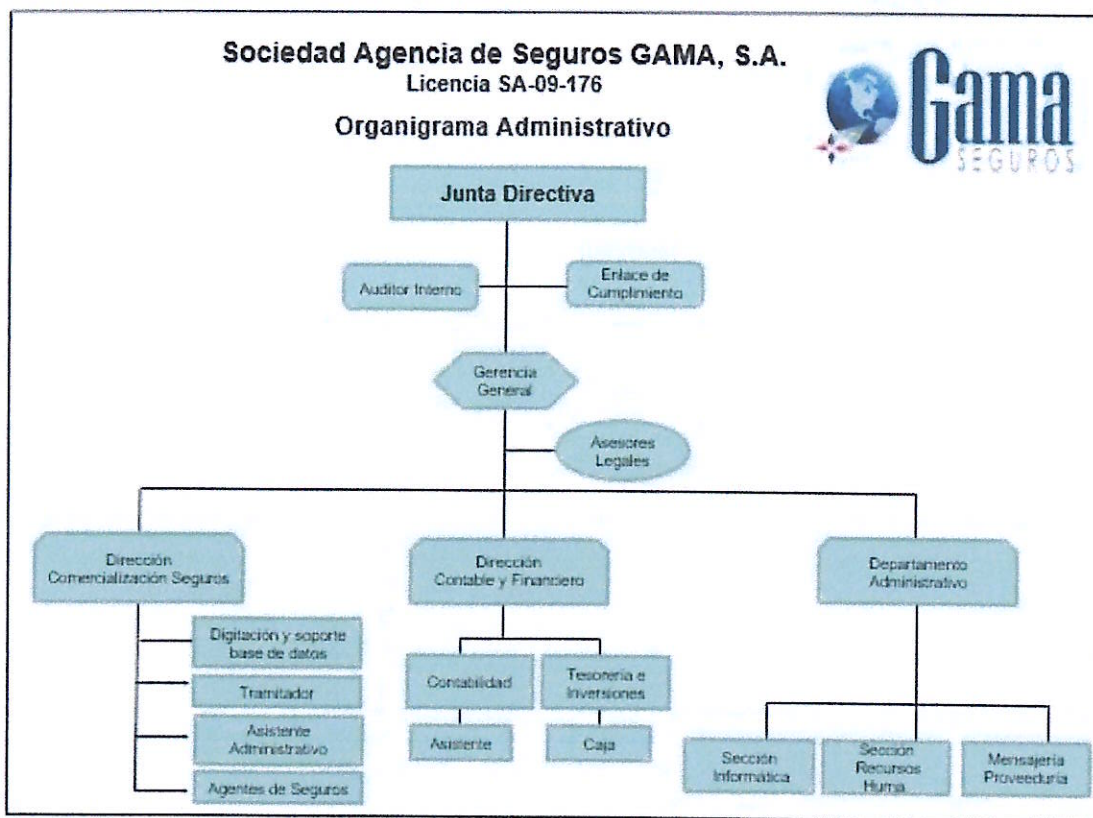 Sociedad Agencia de Seguros GAMA, S.A.
Licencia SA-09-176
Organigrama Administrativo
Gama
SEGUROS
Junta Directiva
Auditor Interno
Enlace de
Cumplimiento
Gerencia
General
Asesores
Legales
Dirección
Comercialización Seguros
Dirección
Contable y Financiero
Departamento
Administrativo
Digitación y soporte
base de datos
Tramitador
Asistente
Administrativo
Agentes de Seguros
Contabilidad
Tesorería e
Inversiones
Asistente
Caja
Sección
Informática
Sección
Recursos
Huma
Mensajería
Proveeduria